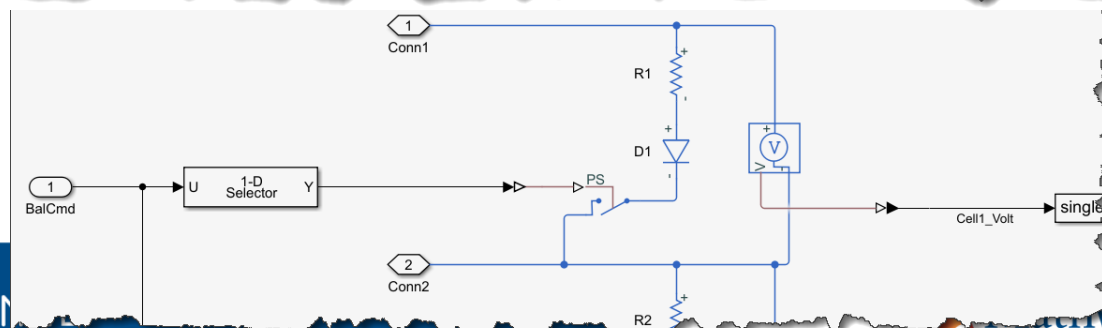 1
Conn1
R1
+
-
+
D1
-
+
V
-
1
BalCmd
U
1-D
Selector
Y
PS
Cell1_Volt
single
2
Conn2
R2
+